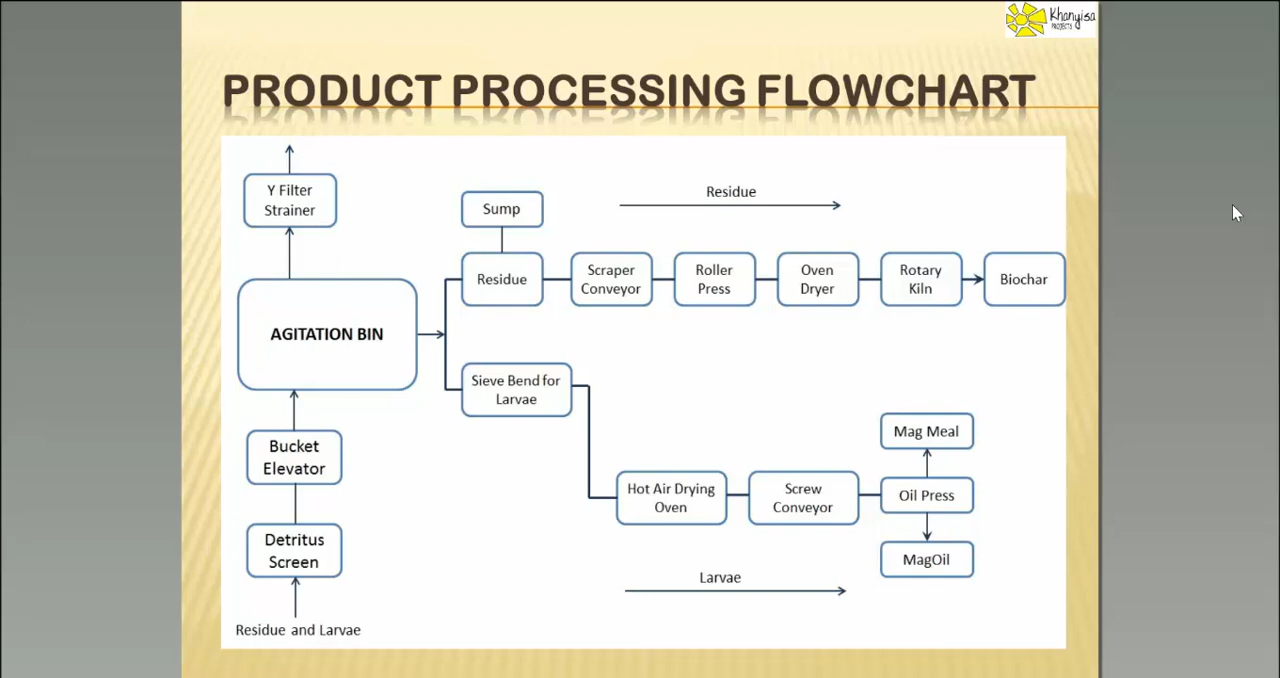 Khanyisa
PROJECTS
PRODUCT PROCESSING FLOWCHART
Y Filter
Strainer
Sump
Residue
Residue
Scraper
Conveyor
Roller
Press
Oven
Dryer
Rotary
Kiln
Biochar
AGITATION BIN
Sieve Bend for
Larvae
Mag Meal
Bucket
Elevator
Hot Air Drying
Oven
Screw
Conveyor
Oil Press
Detritus
Screen
MagOil
Larvae
Residue and Larvae